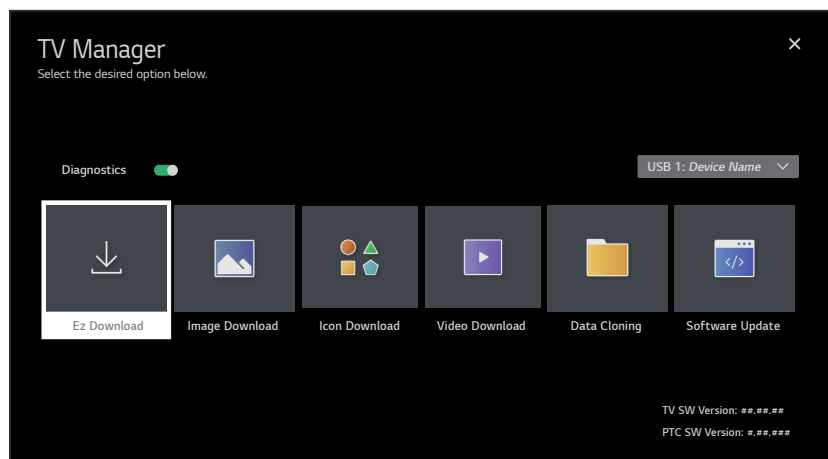 TV Manager
Select the desired option below.
Diagnostics
USB 1: Device Name
Ez Download
Image Download
Icon Download
Video Download
Data Cloning
Software Update
TV SW Version: ##.##.##
PTC SW Version: #.##.###